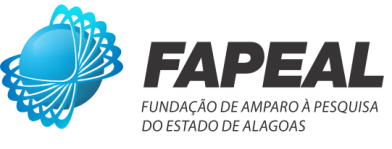 FAPEAL
FUNDAÇÃO DE AMPARO À PESQUISA
DO ESTADO DE ALAGOAS